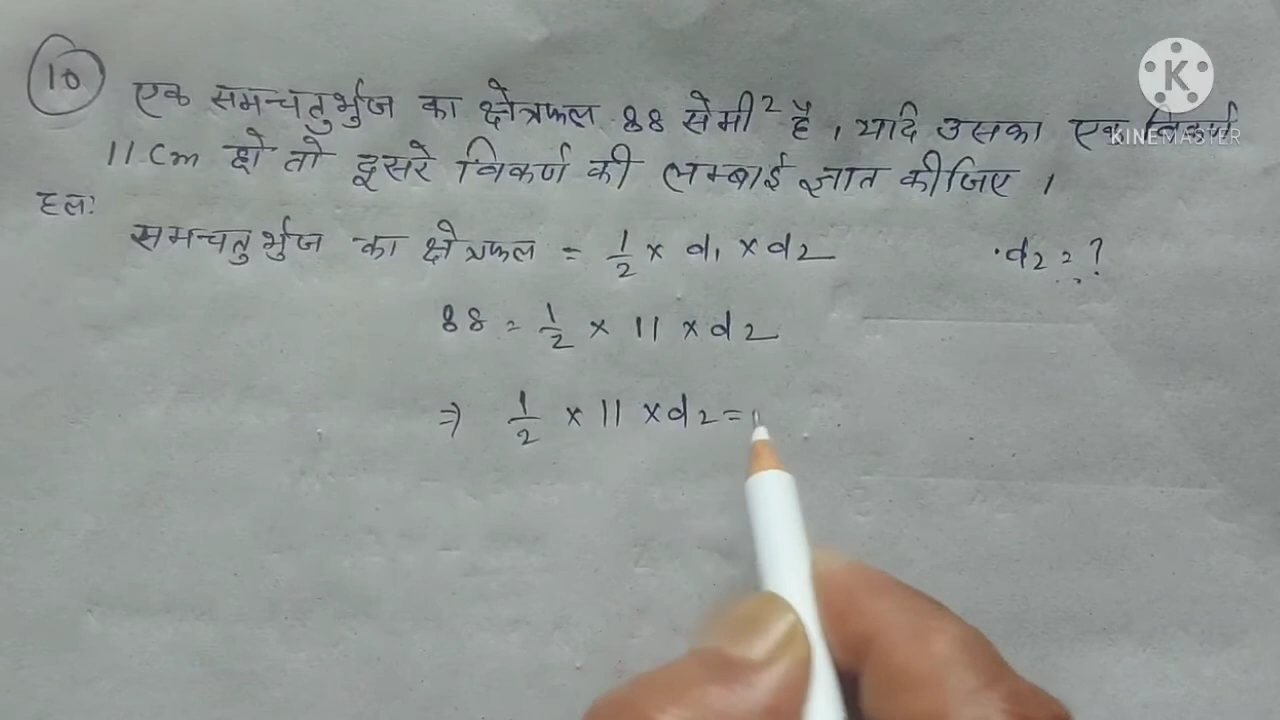 10
एक समचतुर्भुज का क्षेत्रफल 88 सेमी² है, यदि उसका एक विकर्ण
KINEMASTER
11 cm हो तो दूसरे विकर्ण की लम्बाई ज्ञात कीजिए ।
हलः
समचतुर्भुज का क्षेत्रफल = 1/2 × d₁ × d₂ d₂ = ?
88 = 1/2 × 11 × d₂
⇒ 1/2 × 11 × d₂ =